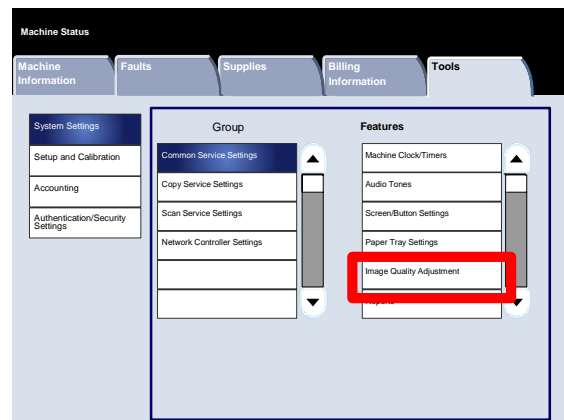 Machine Status
Machine
Information
Faults
Supplies
Billing
Information
Tools
System Settings
Setup and Calibration
Accounting
Authentication/Security
Settings
Group
Common Service Settings
Copy Service Settings
Scan Service Settings
Network Controller Settings
Features
Machine Clock/Timers
Audio Tones
Screen/Button Settings
Paper Tray Settings
Image Quality Adjustment
Reports